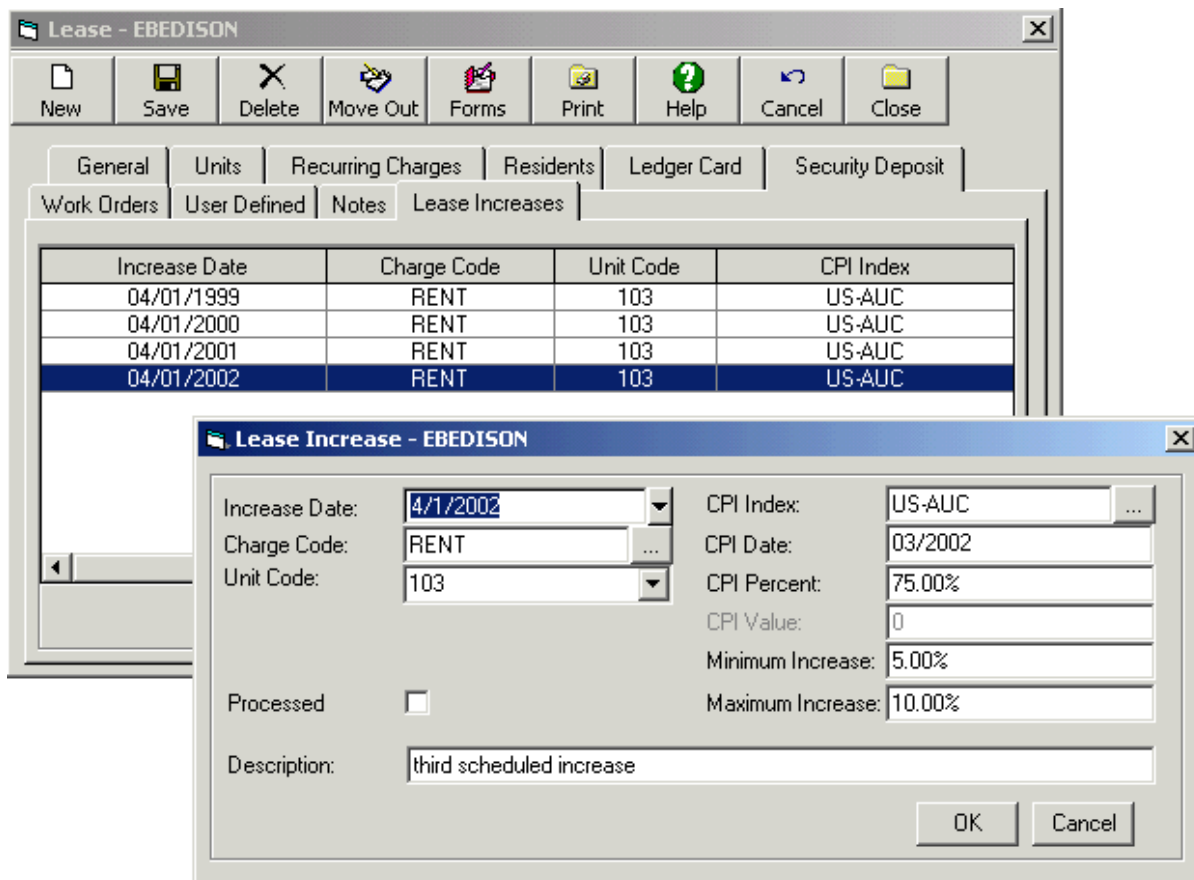 Lease - EBEDISON
New Save Delete Move Out Forms Print Help Cancel Close
General Units Recurring Charges Residents Ledger Card Security Deposit
Work Orders User Defined Notes Lease Increases
Increase Date Charge Code Unit Code CPI Index
04/01/1999 RENT 103 US-AUC
04/01/2000 RENT 103 US-AUC
04/01/2001 RENT 103 US-AUC
04/01/2002 RENT 103 US-AUC
Lease Increase - EBEDISON
Increase Date: 4/1/2002 CPI Index: US-AUC ...
Charge Code: RENT ... CPI Date: 03/2002
Unit Code: 103 CPI Percent: 75.00%
CPI Value: 0
Minimum Increase: 5.00%
Processed Maximum Increase: 10.00%
Description: third scheduled increase
OK Cancel